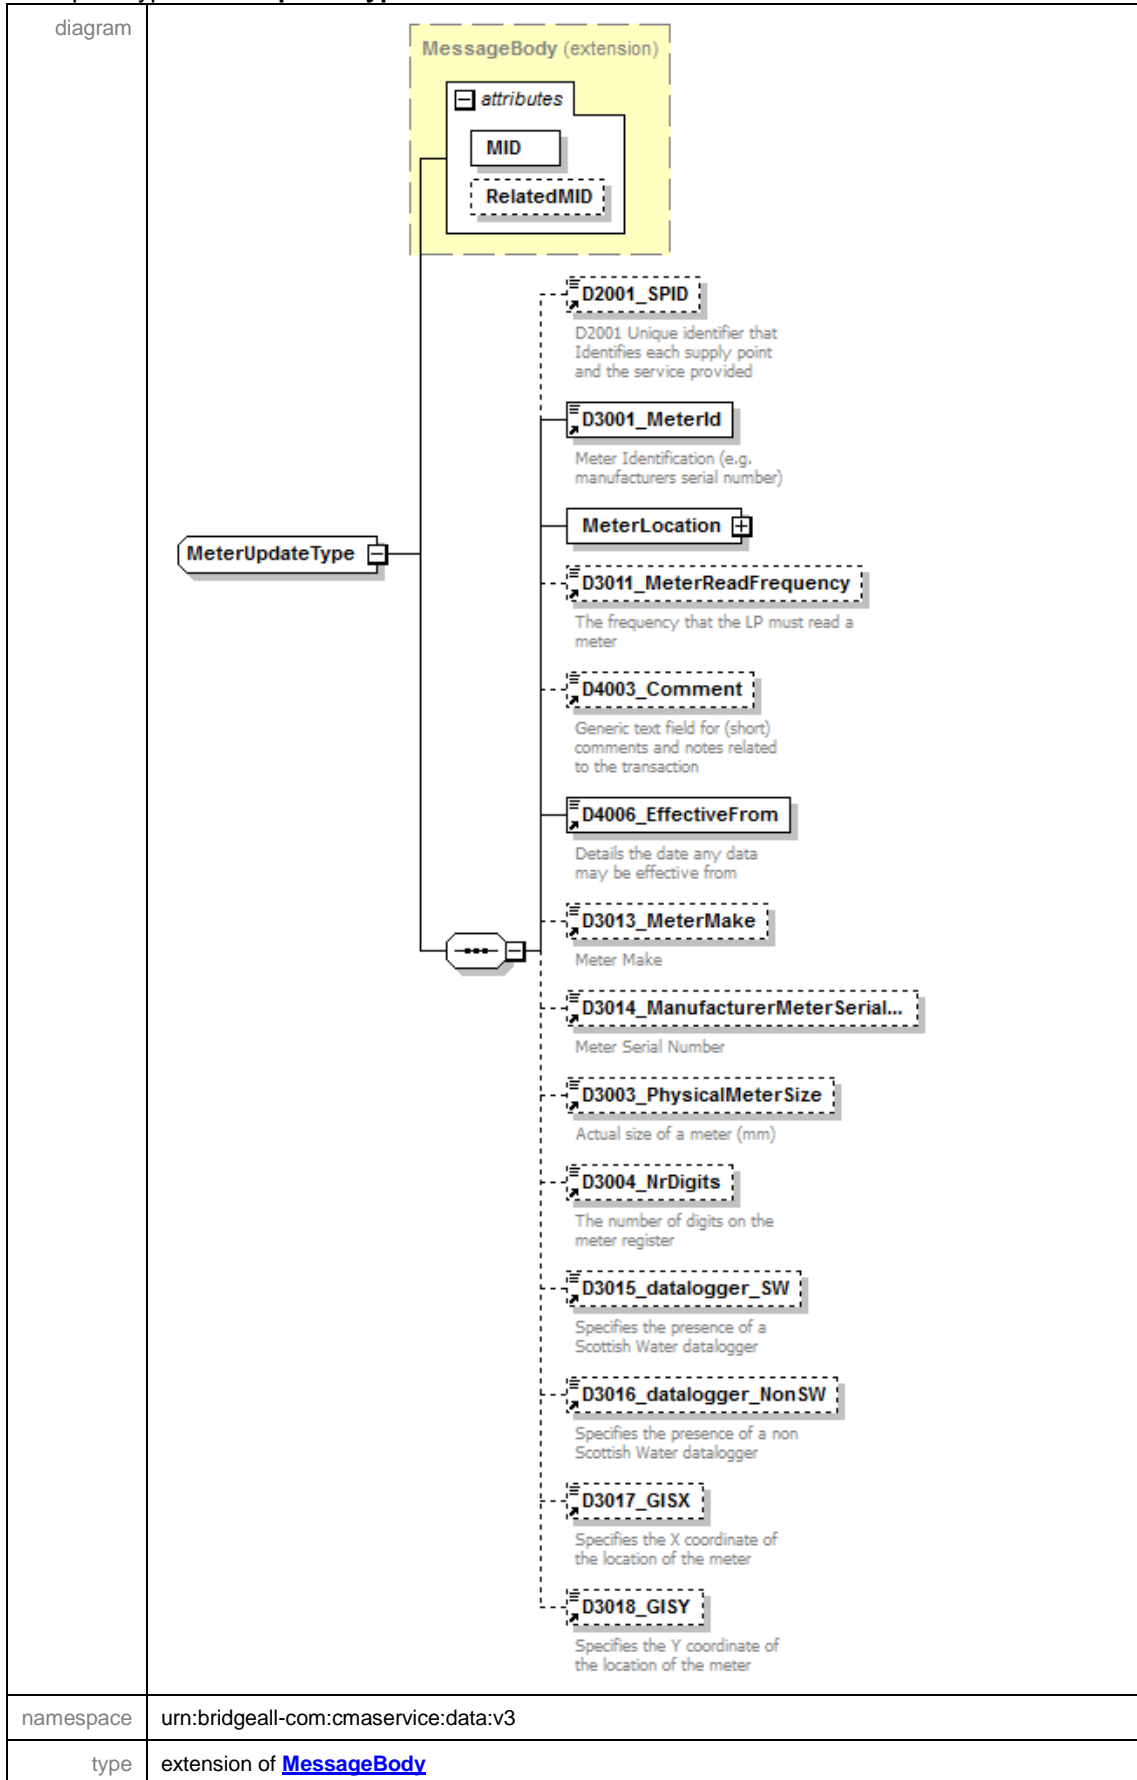 diagram
MessageBody (extension)
attributes
MID
RelatedMID
D2001_SPID
D2001 Unique identifier that
Identifies each supply point
and the service provided
D3001_MeterId
Meter Identification (e.g.
manufacturers serial number)
MeterLocation
MeterUpdateType
D3011_MeterReadFrequency
The frequency that the LP must read a
meter
D4003_Comment
Generic text field for (short)
comments and notes related
to the transaction
D4006_EffectiveFrom
Details the date any data
may be effective from
D3013_MeterMake
Meter Make
D3014_ManufacturerMeterSerial...
Meter Serial Number
D3003_PhysicalMeterSize
Actual size of a meter (mm)
D3004_NrDigits
The number of digits on the
meter register
D3015_datalogger_SW
Specifies the presence of a
Scottish Water datalogger
D3016_datalogger_NonSW
Specifies the presence of a non
Scottish Water datalogger
D3017_GISX
Specifies the X coordinate of
the location of the meter
D3018_GISY
Specifies the Y coordinate of
the location of the meter
namespace urn:bridgeall-com:cmaservice:data:v3
type extension of MessageBody